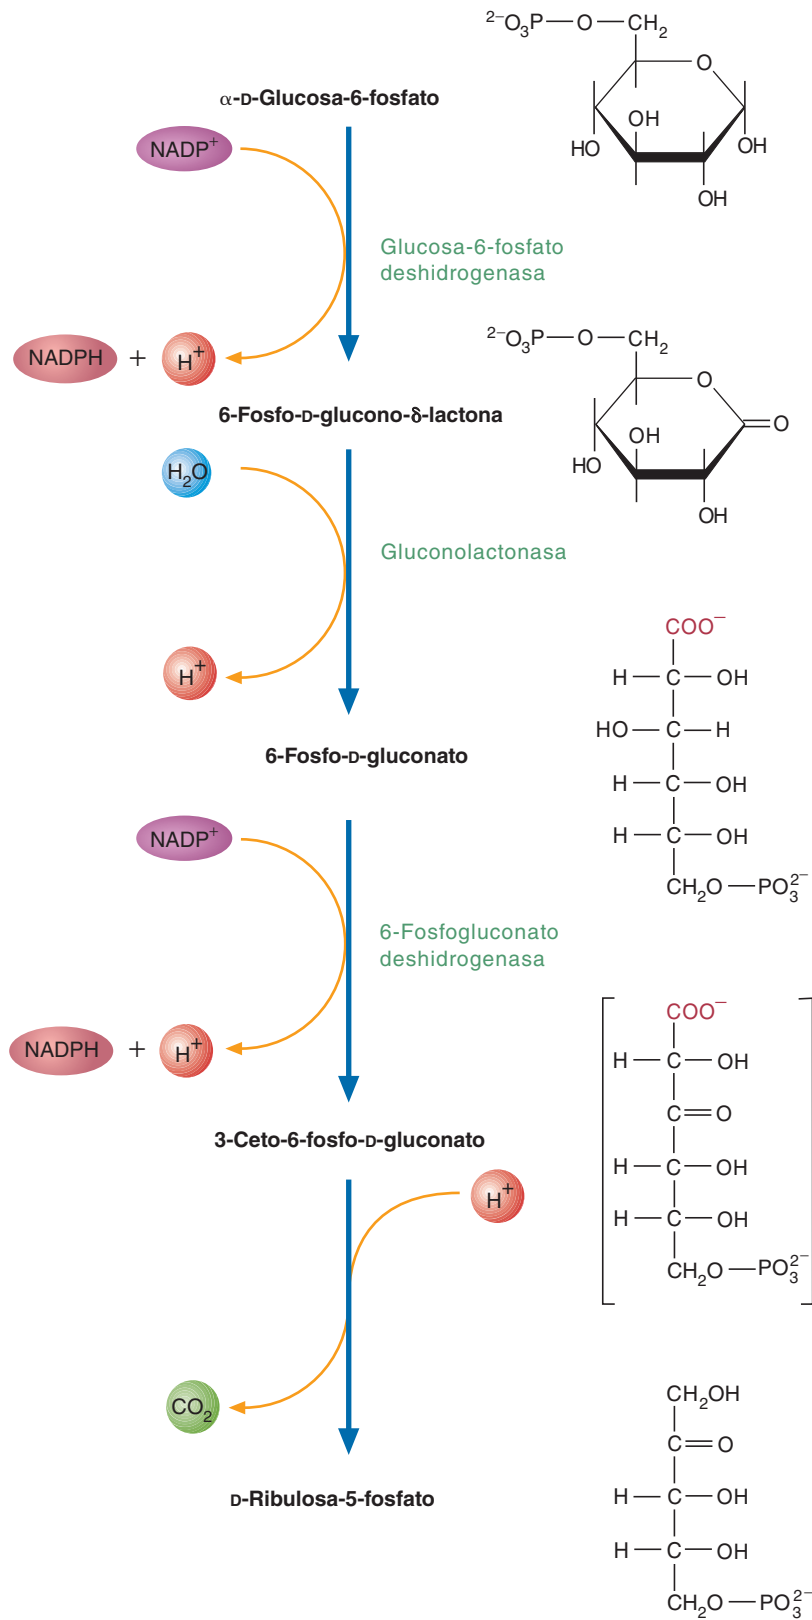 ²⁻O₃P—O—CH₂
O
α-D-Glucosa-6-fosfato
OH
HO
OH
OH
NADP⁺
Glucosa-6-fosfato
deshidrogenasa
NADPH + H⁺
²⁻O₃P—O—CH₂
O
O
6-Fosfo-D-glucono-δ-lactona
OH
HO
OH
H₂O
Gluconolactonasa
H⁺
COO⁻
H—C—OH
HO—C—H
H—C—OH
H—C—OH
CH₂O—PO₃²⁻
6-Fosfo-D-gluconato
NADP⁺
6-Fosfogluconato
deshidrogenasa
NADPH + H⁺
COO⁻
H—C—OH
C=O
H—C—OH
H—C—OH
CH₂O—PO₃²⁻
3-Ceto-6-fosfo-D-gluconato
H⁺
CO₂
CH₂OH
C=O
H—C—OH
H—C—OH
CH₂O—PO₃²⁻
D-Ribulosa-5-fosfato